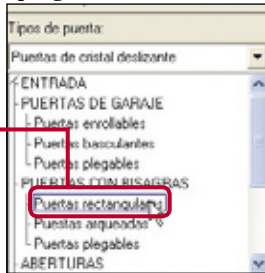 Tipos de puerta:
Puertas de cristal deslizante
ENTRADA
PUERTAS DE GARAJE
Puertas enrollables
Puertas basculantes
Puertas plegables
PUERTAS CON BISAGRAS
Puertas rectangulares
Puestas arqueadas
Puertas plegables
ABERTURAS